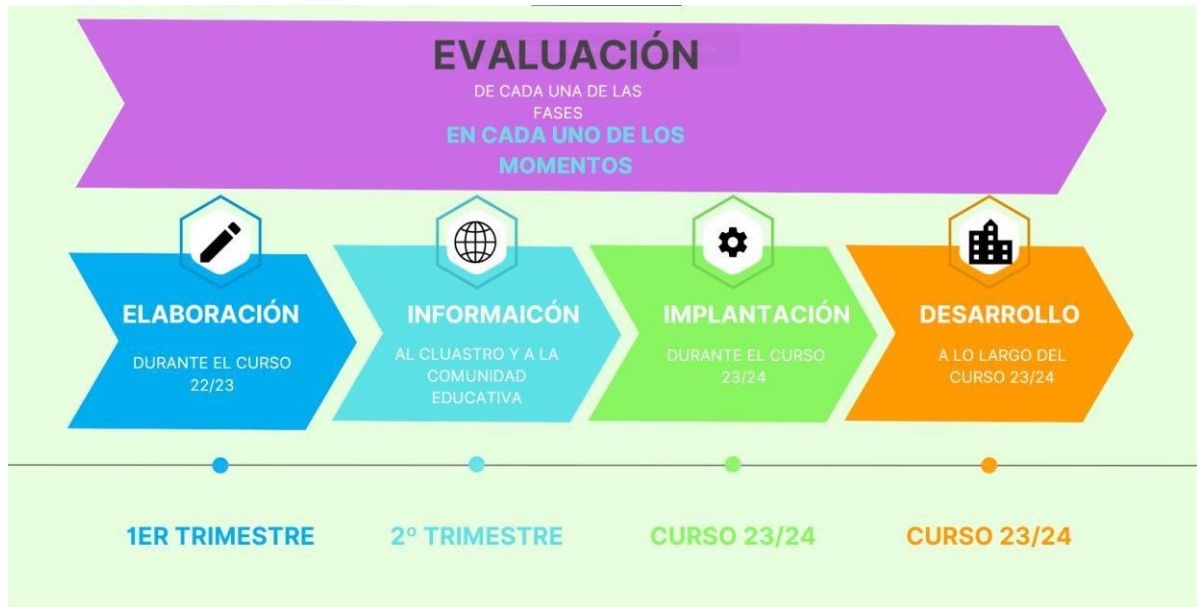 EVALUACIÓN
DE CADA UNA DE LAS
FASES
EN CADA UNO DE LOS
MOMENTOS
ELABORACIÓN
DURANTE EL CURSO
22/23
INFORMAICÓN
AL CLUASTRO Y A LA
COMUNIDAD
EDUCATIVA
IMPLANTACIÓN
DURANTE EL CURSO
23/24
DESARROLLO
A LO LARGO DEL
CURSO 23/24
1ER TRIMESTRE
2º TRIMESTRE
CURSO 23/24
CURSO 23/24